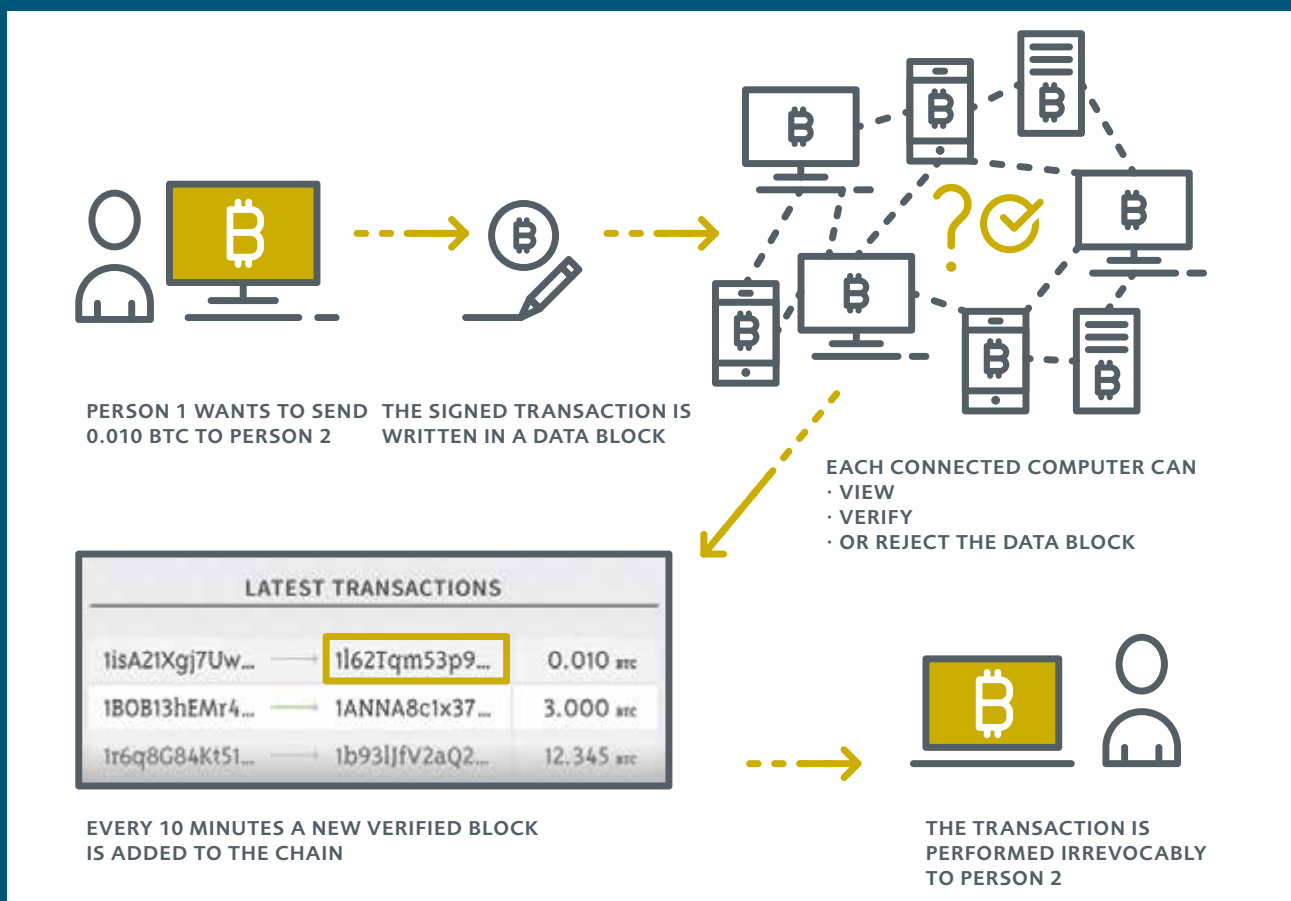 PERSON 1 WANTS TO SEND
0.010 BTC TO PERSON 2
THE SIGNED TRANSACTION IS
WRITTEN IN A DATA BLOCK
EACH CONNECTED COMPUTER CAN
· VIEW
· VERIFY
· OR REJECT THE DATA BLOCK
LATEST TRANSACTIONS
1isA21Xgj7Uw... 1l62Tqm53p9... 0.010 BTC
1BOB13hEMr4... 1ANNA8c1x37... 3.000 BTC
1r6q8G84Kt51... 1b93lJfV2aQ2... 12.345 BTC
EVERY 10 MINUTES A NEW VERIFIED BLOCK
IS ADDED TO THE CHAIN
THE TRANSACTION IS
PERFORMED IRREVOCABLY
TO PERSON 2